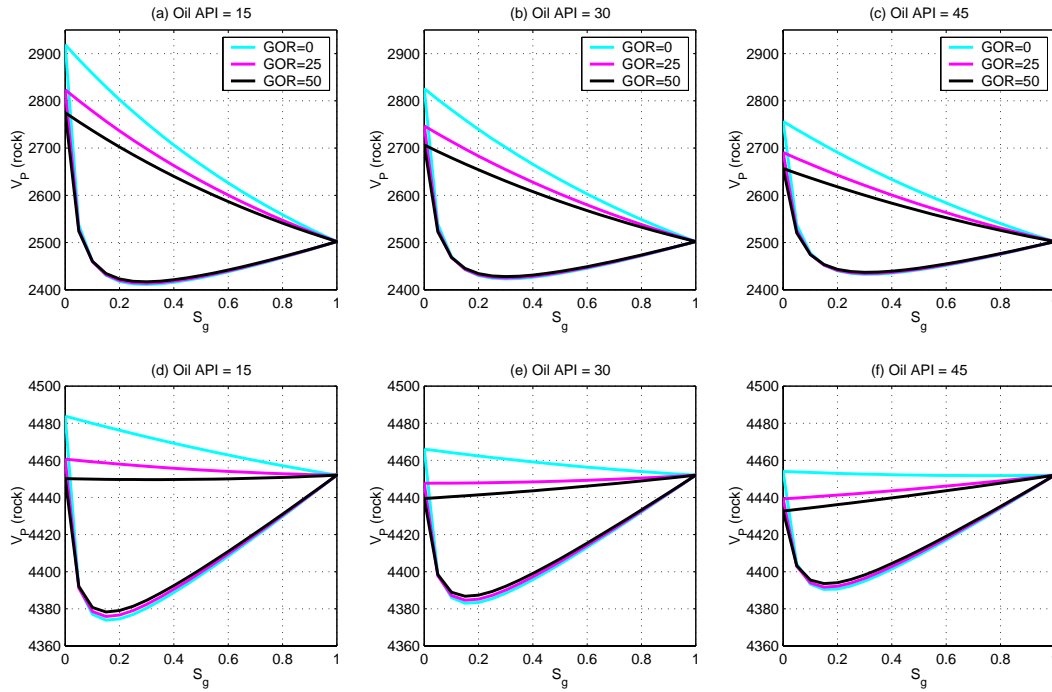 (a) Oil API = 15
(b) Oil API = 30
(c) Oil API = 45
2900
2800
2700
2600
2500
2400
V_P (rock)
GOR=0
GOR=25
GOR=50
0 0.2 0.4 0.6 0.8 1
S_g
2900
2800
2700
2600
2500
2400
V_P (rock)
GOR=0
GOR=25
GOR=50
0 0.2 0.4 0.6 0.8 1
S_g
2900
2800
2700
2600
2500
2400
V_P (rock)
GOR=0
GOR=25
GOR=50
0 0.2 0.4 0.6 0.8 1
S_g
(d) Oil API = 15
(e) Oil API = 30
(f) Oil API = 45
4500
4480
4460
4440
4420
4400
4380
4360
V_P (rock)
0 0.2 0.4 0.6 0.8 1
S_g
4500
4480
4460
4440
4420
4400
4380
4360
V_P (rock)
0 0.2 0.4 0.6 0.8 1
S_g
4500
4480
4460
4440
4420
4400
4380
4360
V_P (rock)
0 0.2 0.4 0.6 0.8 1
S_g